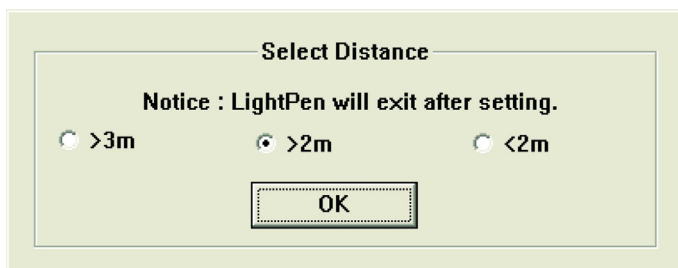 Select Distance
Notice : LightPen will exit after setting.
>3m >2m <2m
OK